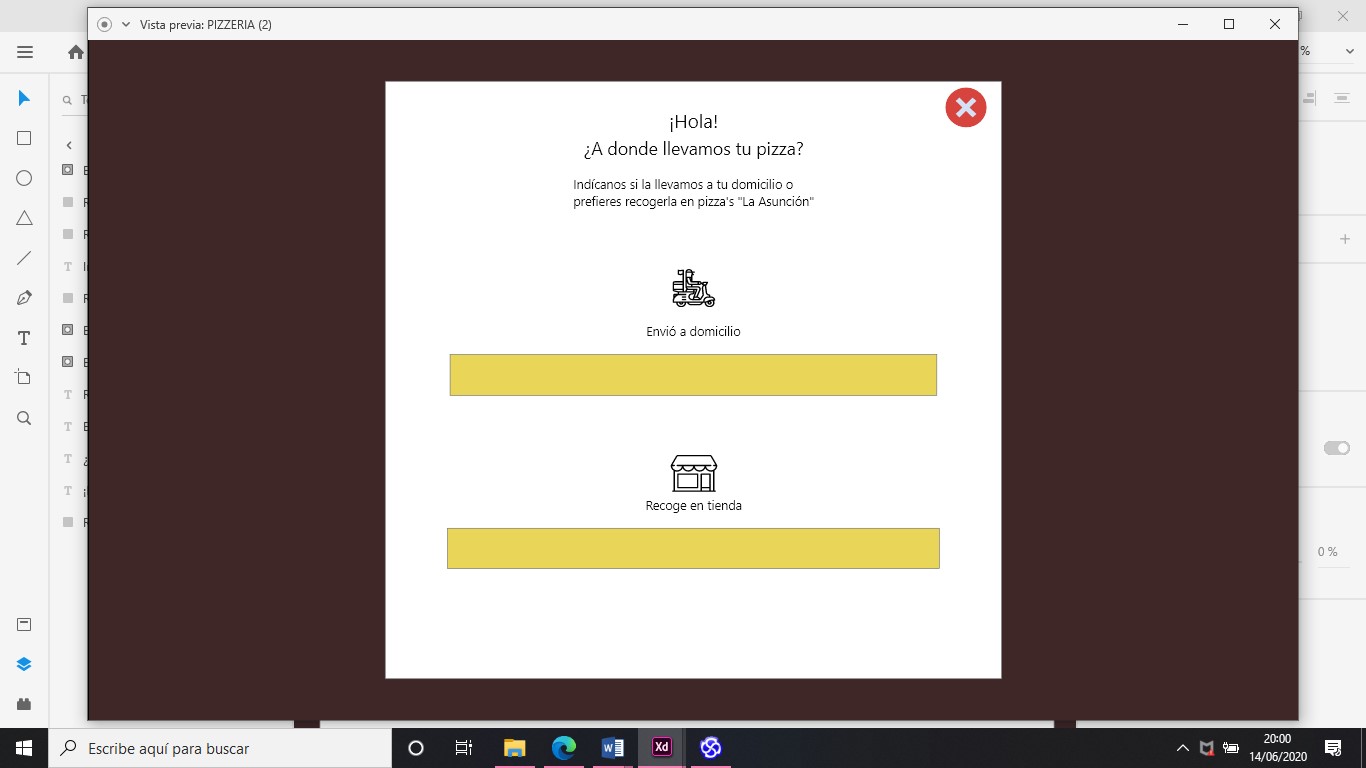 Vista previa: PIZZERIA (2)
%
¡Hola!
¿A donde llevamos tu pizza?
Indícanos si la llevamos a tu domicilio o
prefieres recogerla en pizza's "La Asunción"
Envió a domicilio
Recoge en tienda
0 %
Escribe aquí para buscar
Xd
20:00
14/06/2020